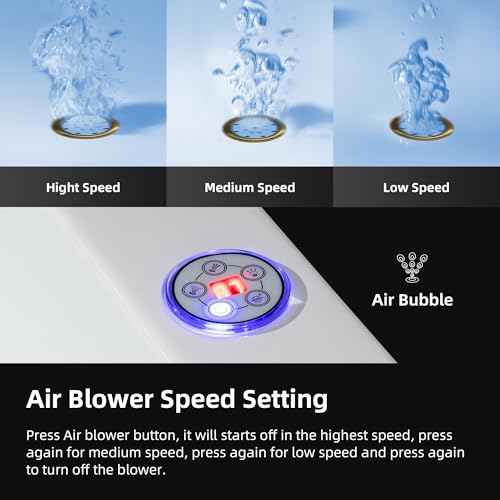 Hight Speed
Medium Speed
Low Speed
Air Bubble
Air Blower Speed Setting
Press Air blower button, it will starts off in the highest speed, press
again for medium speed, press again for low speed and press again
to turn off the blower.